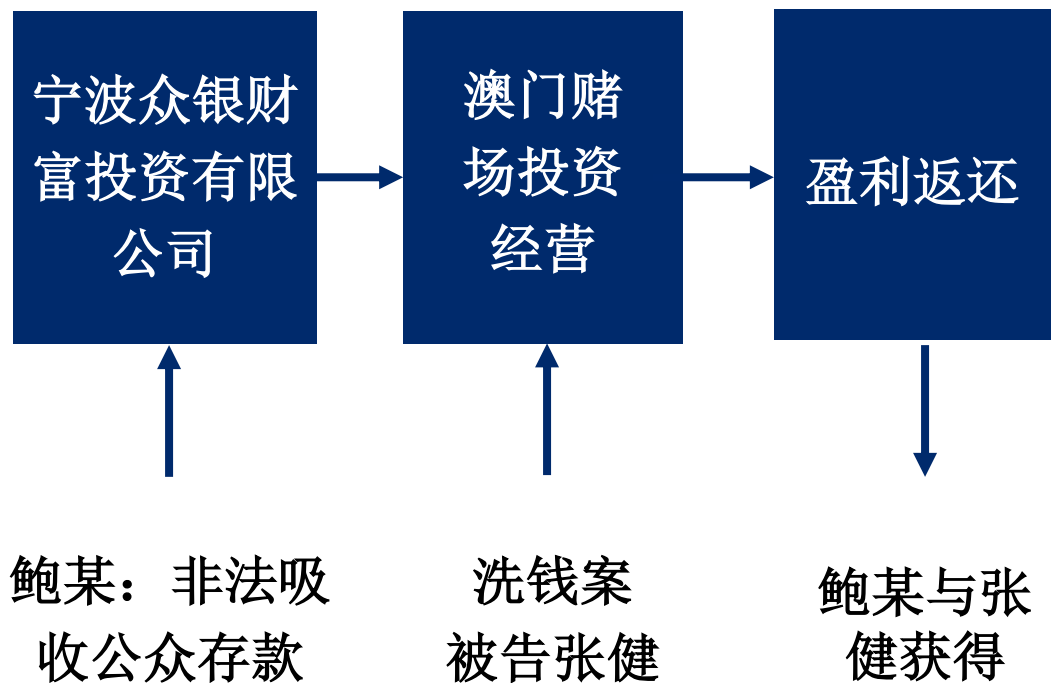 宁波众银财
富投资有限
公司
澳门赌
场投资
经营
盈利返还
鲍某：非法吸
收公众存款
洗钱案
被告张健
鲍某与张
健获得